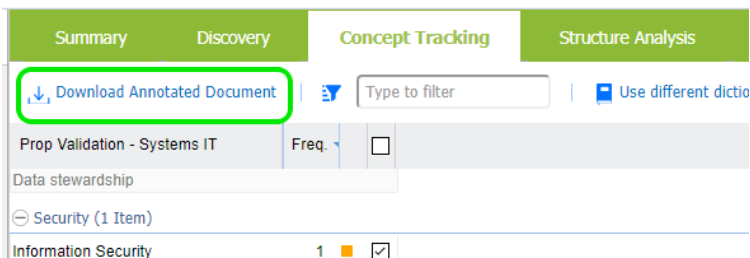 Summary Discovery Concept Tracking Structure Analysis
Download Annotated Document Type to filter Use different dictio
Prop Validation - Systems IT Freq.
Data stewardship
Security (1 Item)
Information Security 1